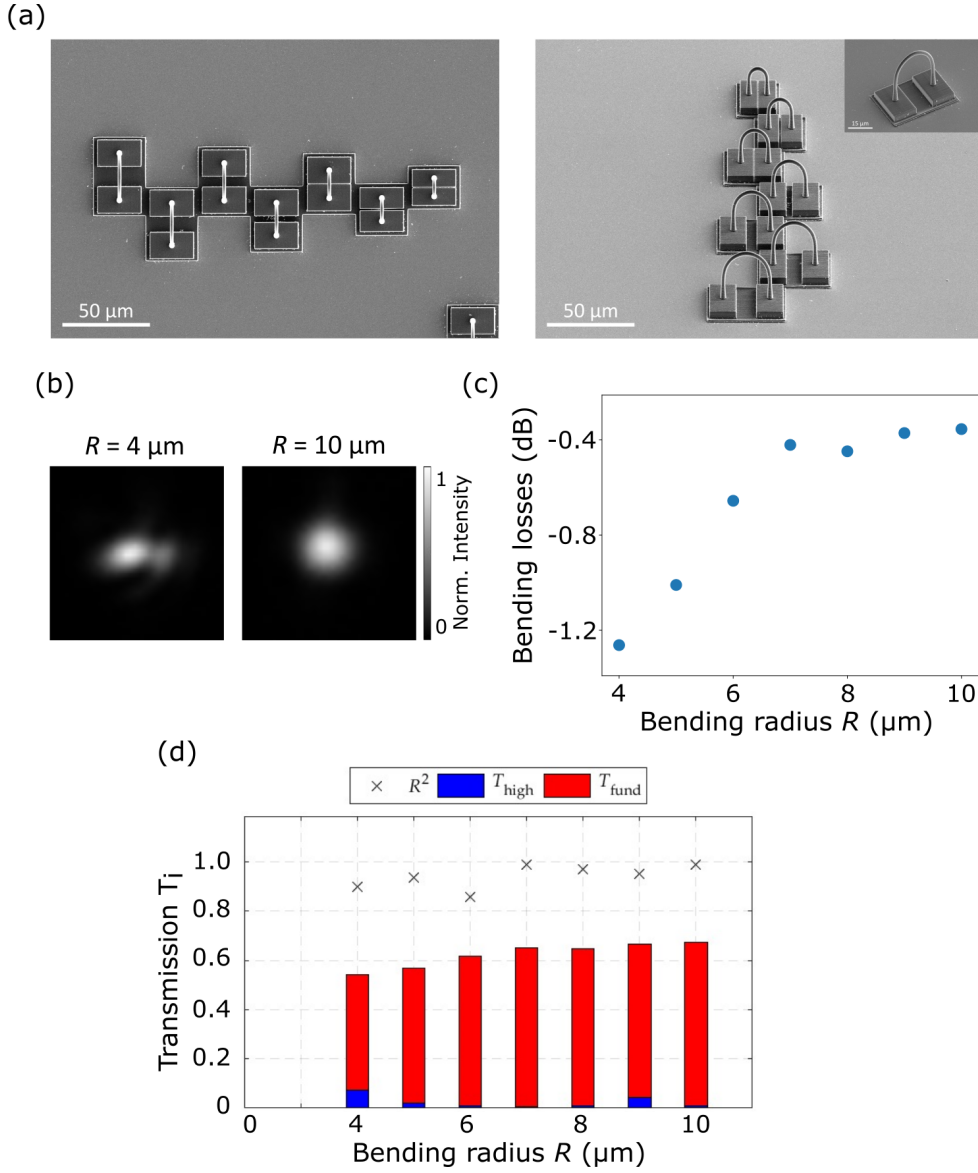 (a)
50 µm
50 µm
15 µm
(b)
R = 4 µm
R = 10 µm
1
0
Norm. Intensity
(c)
Bending losses (dB)
-0.4
-0.8
-1.2
4
6
8
10
Bending radius R (µm)
(d)
R²
T_high
T_fund
Transmission Tᵢ
1.0
0.8
0.6
0.4
0.2
0
0
4
6
8
10
Bending radius R (µm)